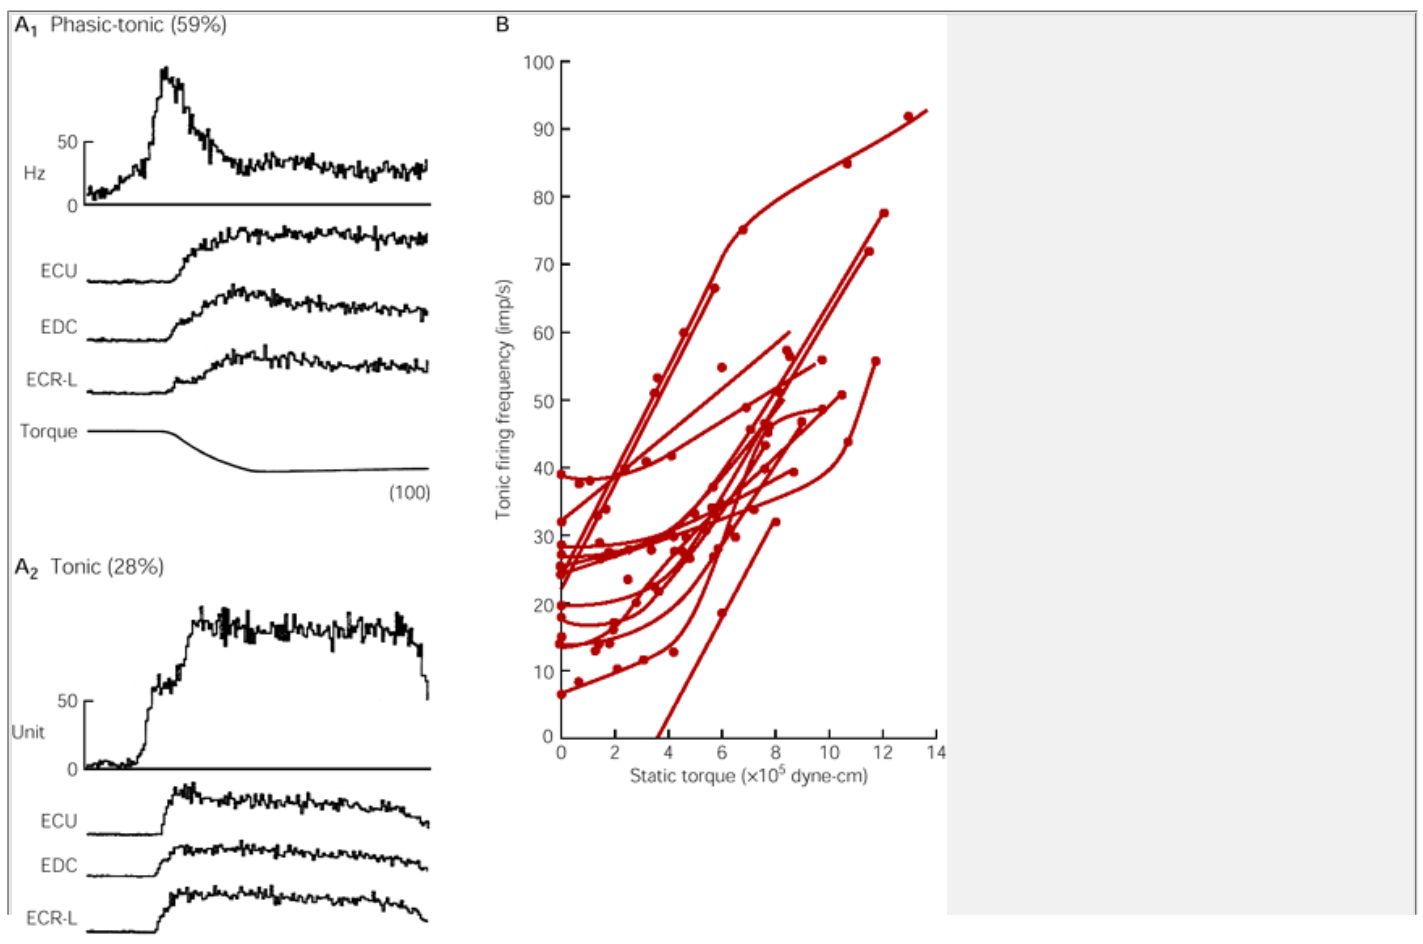 A1 Phasic-tonic (59%)
50
Hz
0
ECU
EDC
ECR-L
Torque
(100)
A2 Tonic (28%)
50
Unit
0
ECU
EDC
ECR-L
B
100
90
80
70
60
50
40
30
20
10
0
Tonic firing frequency (imp/s)
0 2 4 6 8 10 12 14
Static torque (×10⁵ dyne-cm)